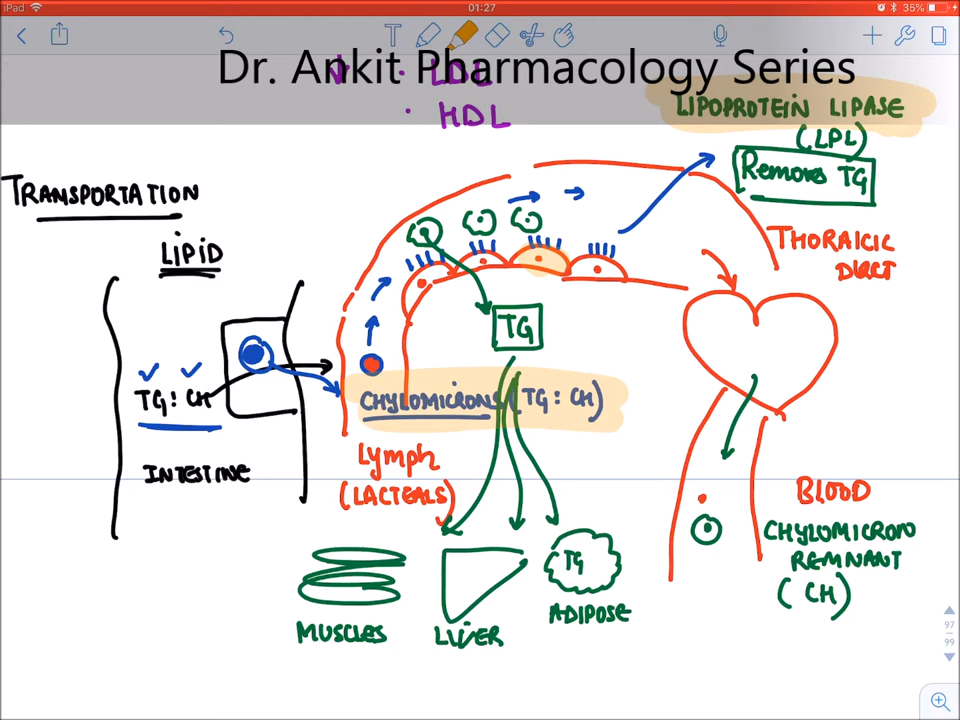 iPad
01:27
35%
Dr. Ankit Pharmacology Series
LDL
HDL
LIPOPROTEIN LIPASE
(LPL)
Removes TG
TRANSPORTATION
LIPID
THORAICIC
DUCT
TG
TG : CH
CHYLOMICRONS (TG : CH)
INTESTINE
Lymph
(LACTEALS)
BLOOD
CHYLOMICRON
REMNANT
(CH)
TG
MUSCLES
LIVER
ADIPOSE
97
99